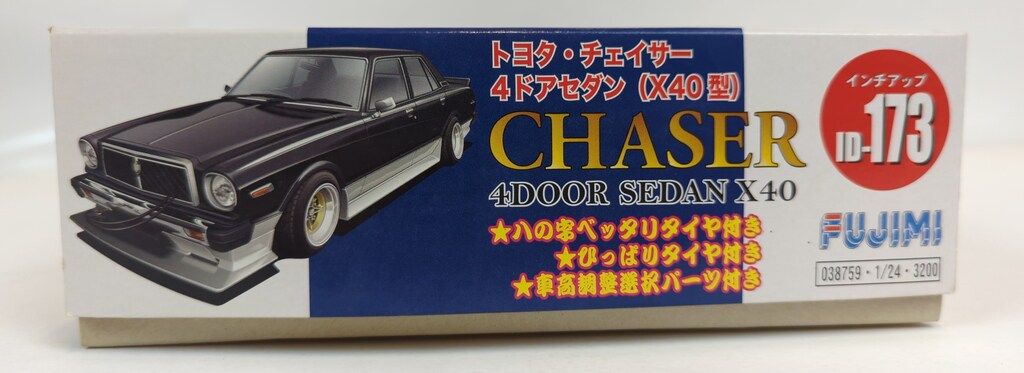 トヨタ・チェイサー
4ドアセダン(X40型)
CHASER
4DOOR SEDAN X40
★ハの字ベッタリタイヤ付き
★ひっぱりタイヤ付き
★車高調整選択パーツ付き
インチアップ
ID-173
FUJIMI
038759・1/24・3200